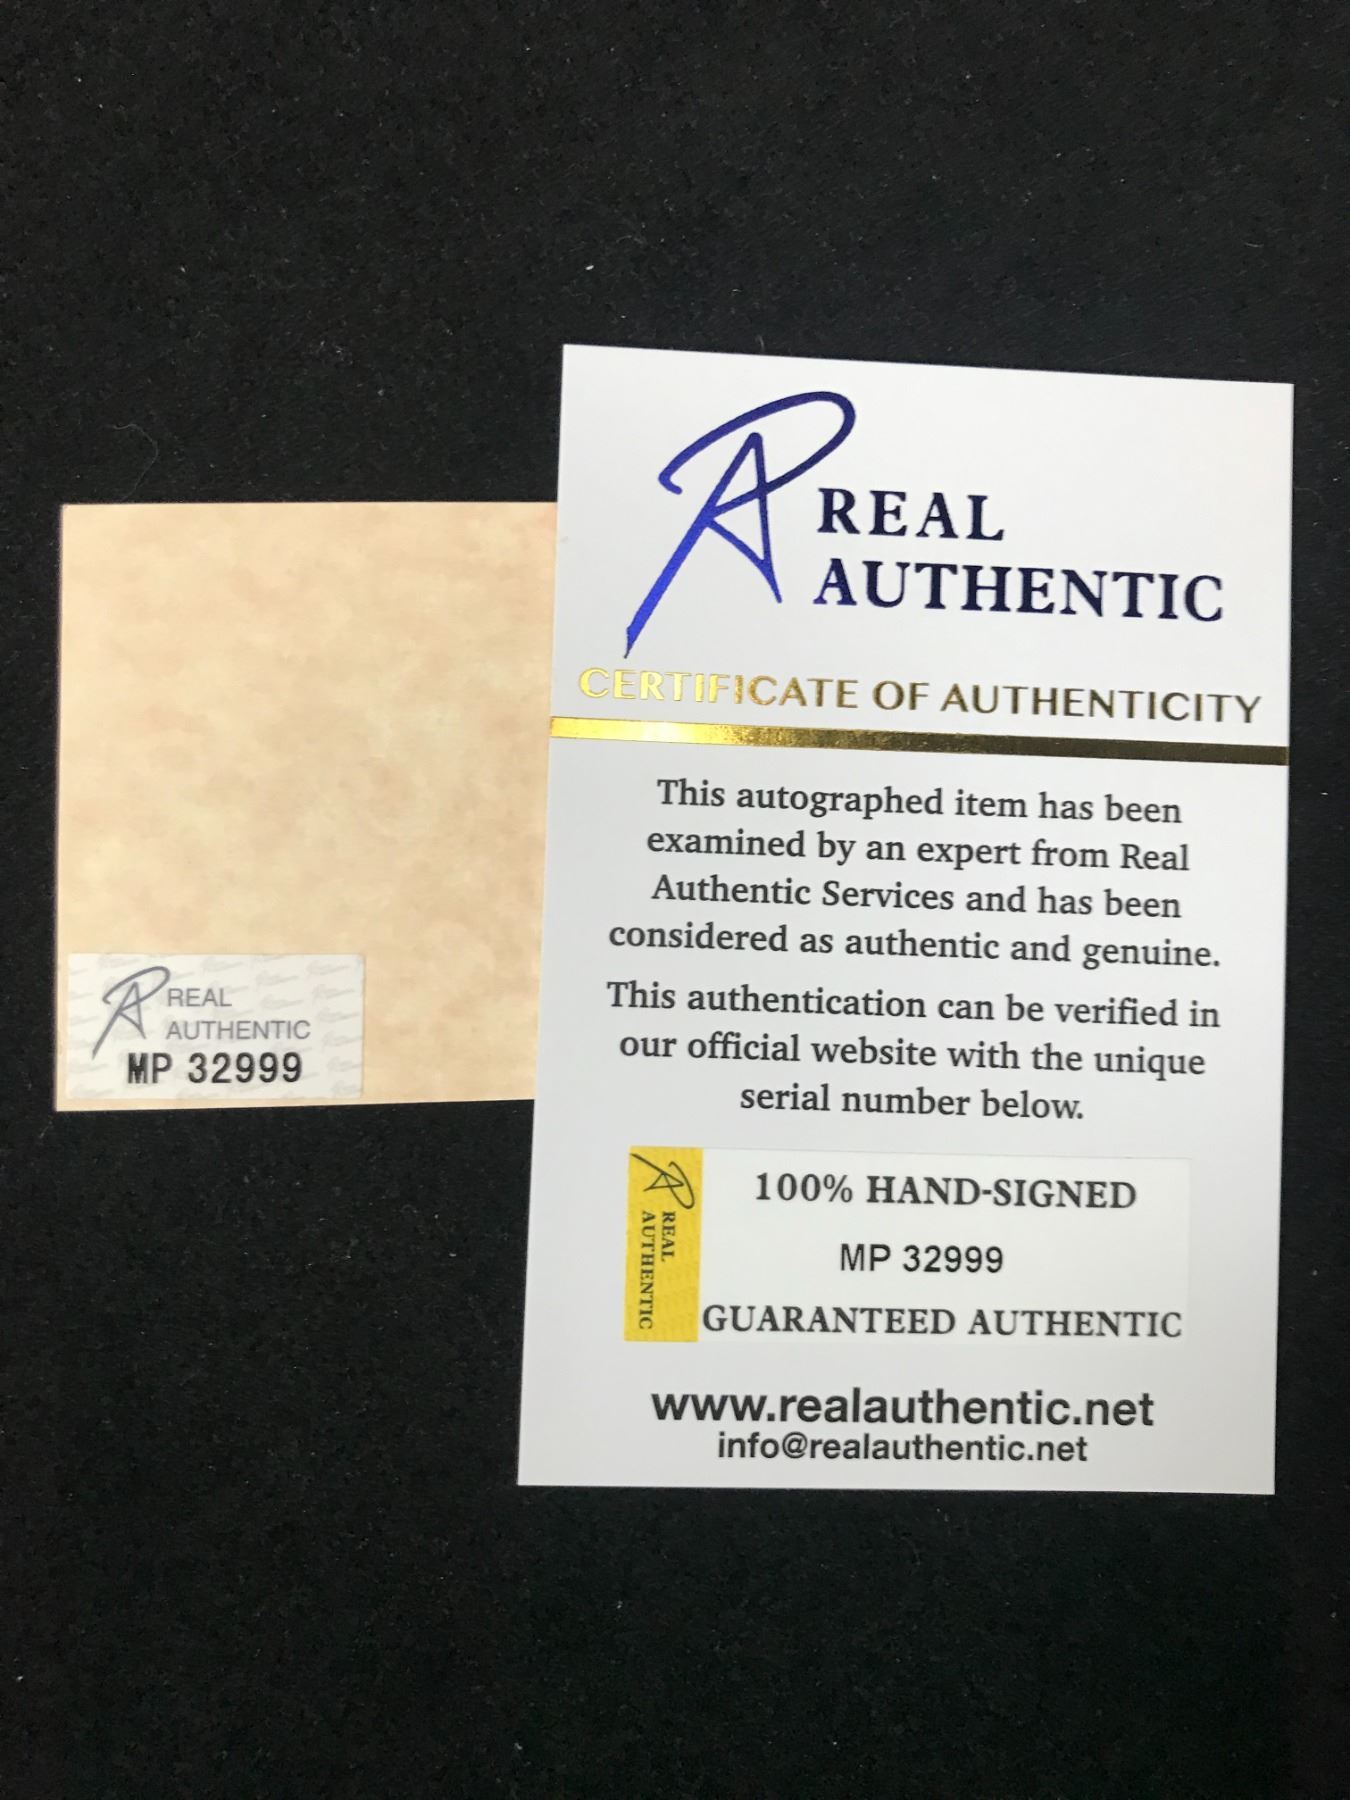 REAL
AUTHENTIC
MP 32999
REAL
AUTHENTIC
CERTIFICATE OF AUTHENTICITY
This autographed item has been
examined by an expert from Real
Authentic Services and has been
considered as authentic and genuine.
This authentication can be verified in
our official website with the unique
serial number below.
REAL
AUTHENTIC
100% HAND-SIGNED
MP 32999
GUARANTEED AUTHENTIC
www.realauthentic.net
info@realauthentic.net